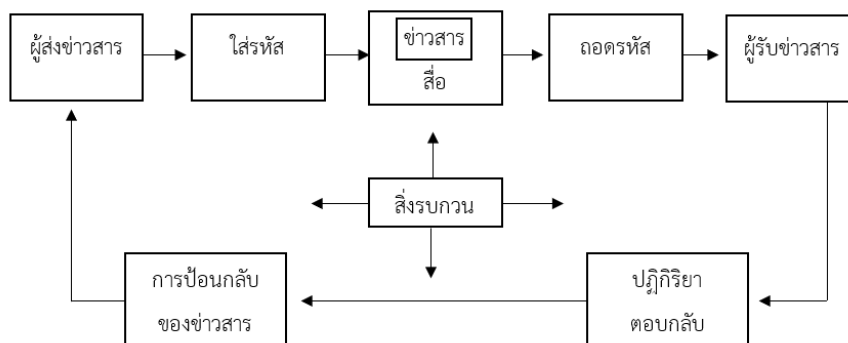 ผู้ส่งข่าวสาร
ใส่รหัส
ข่าวสาร
สื่อ
ถอดรหัส
ผู้รับข่าวสาร
สิ่งรบกวน
การป้อนกลับ
ของข่าวสาร
ปฏิกิริยา
ตอบกลับ